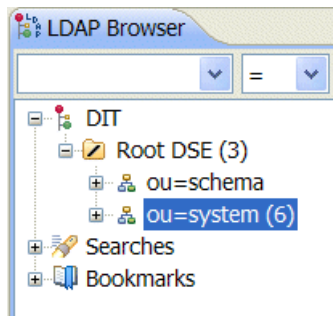 LDAP Browser
=
DIT
Root DSE (3)
ou=schema
ou=system (6)
Searches
Bookmarks